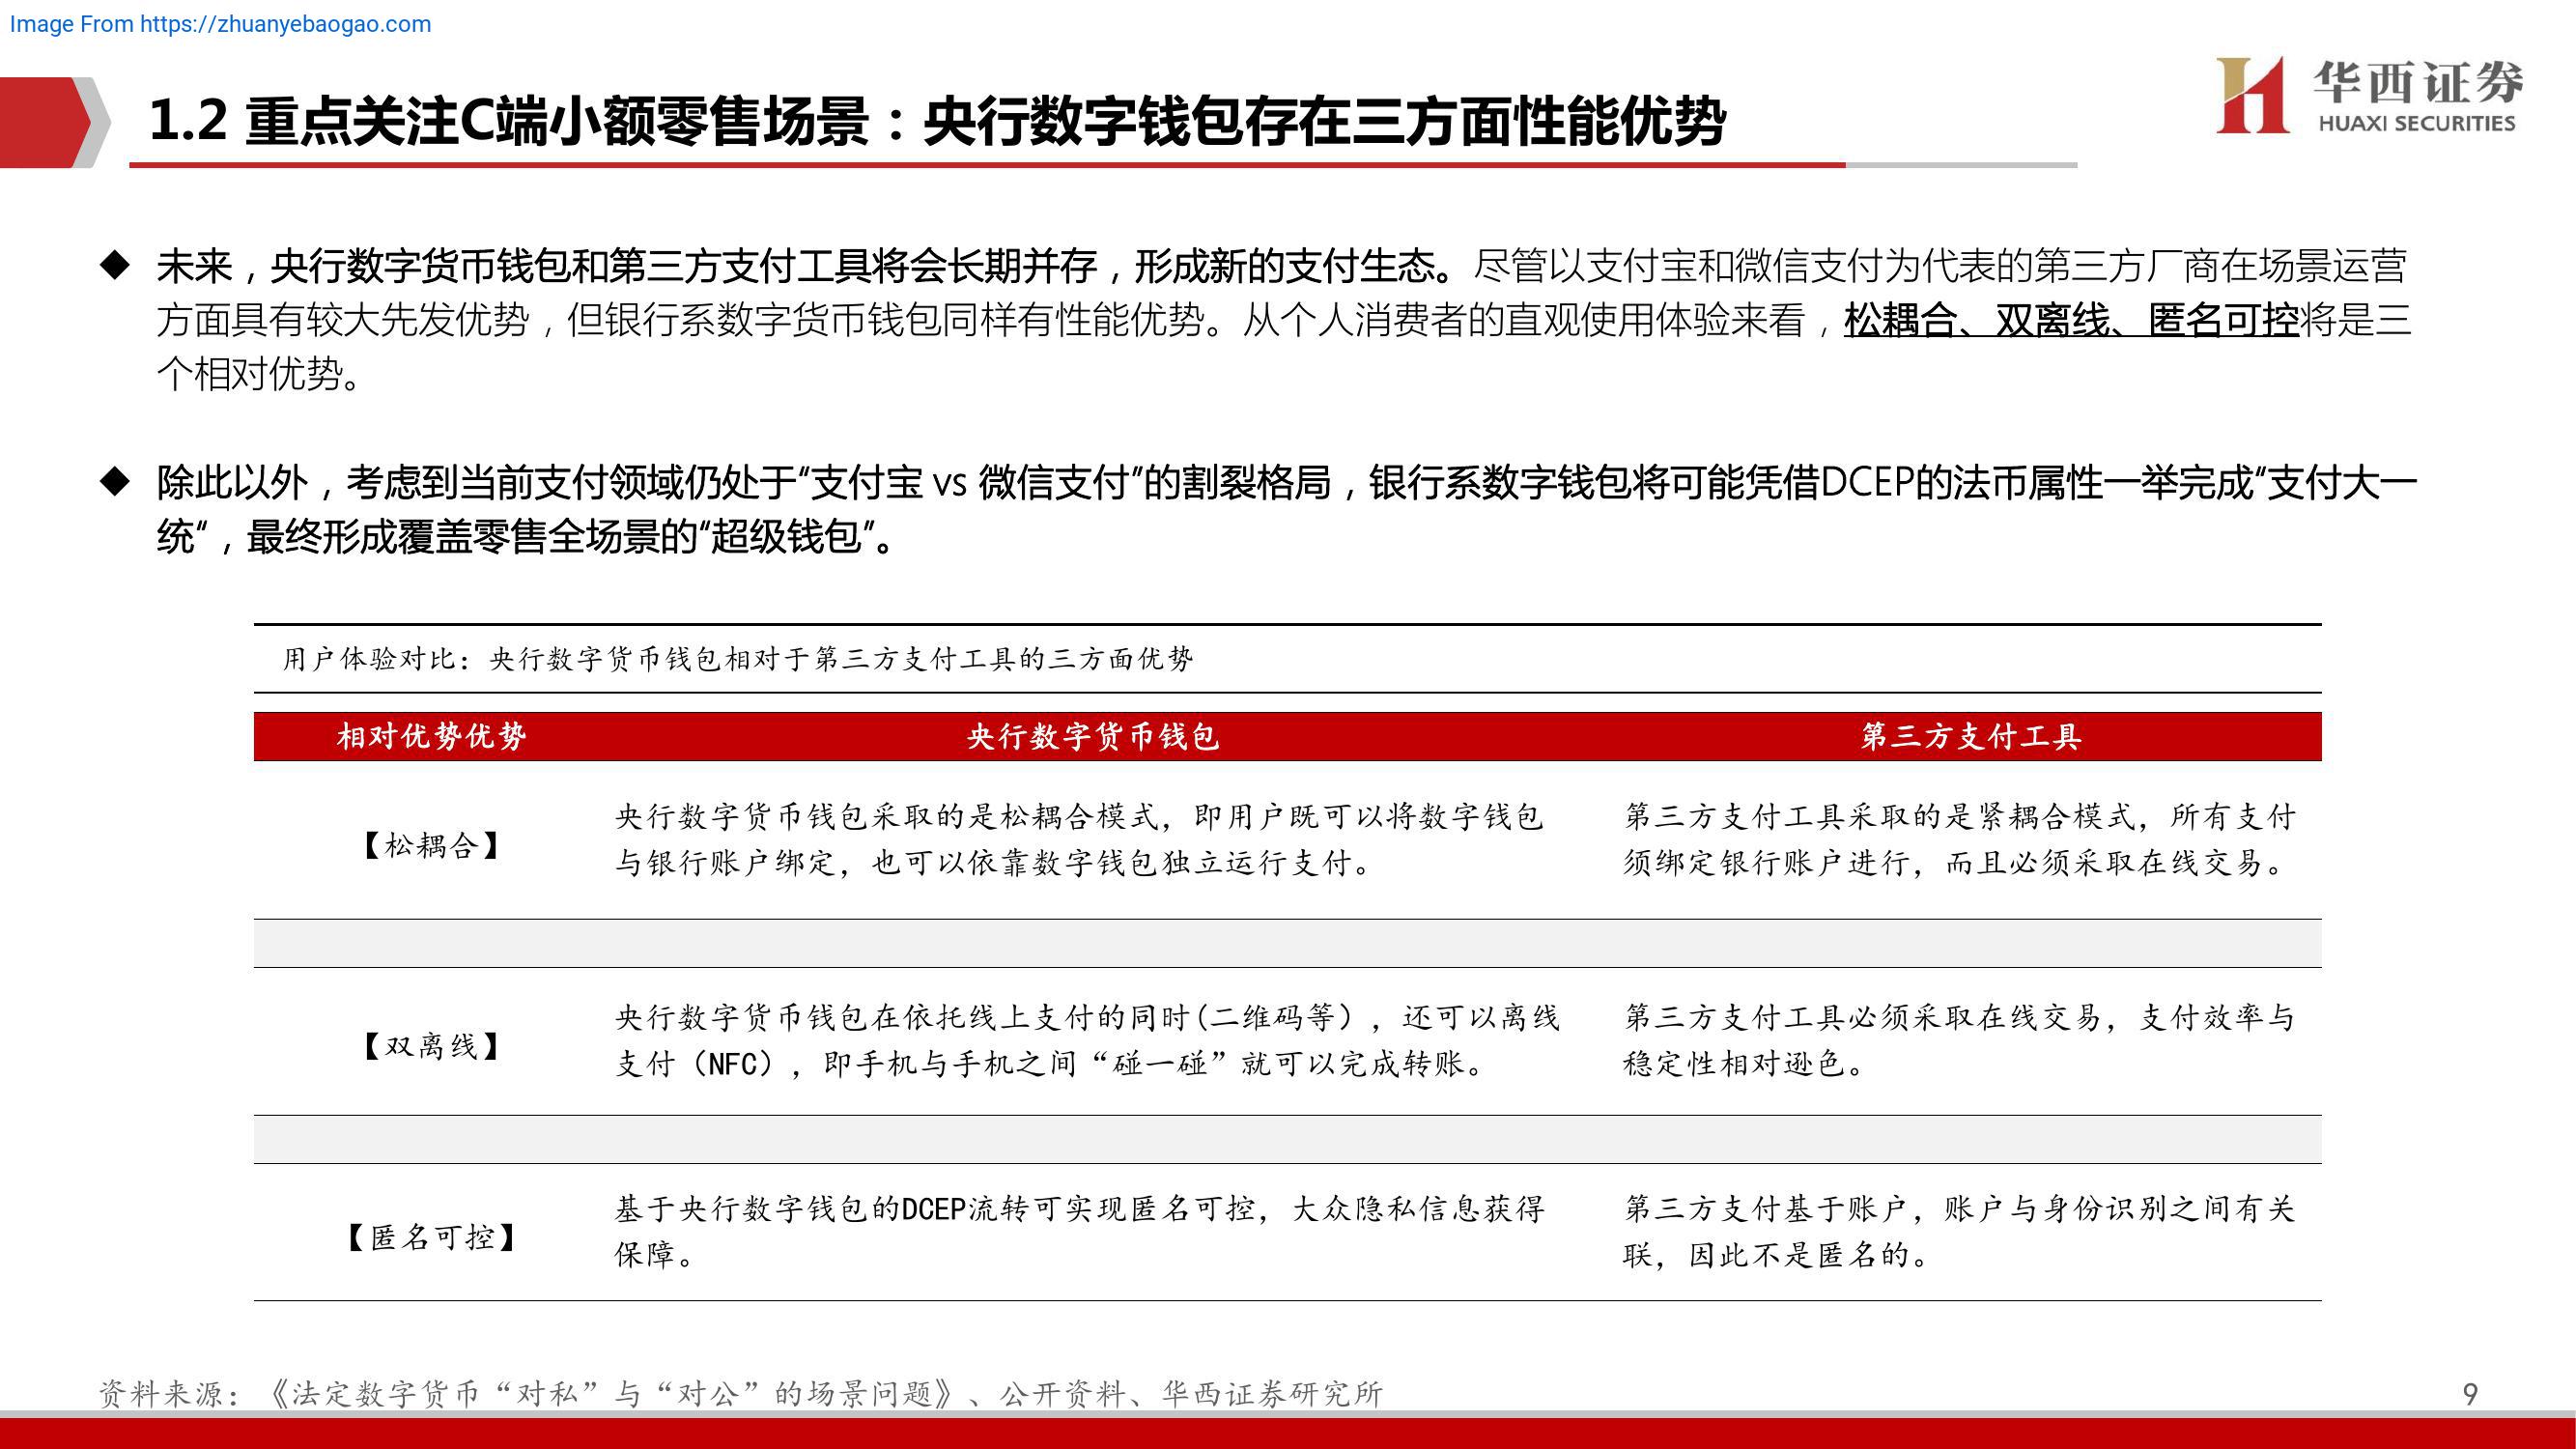 Image From https://zhuanyebaogao.com
华西证券
HUAXI SECURITIES
1.2 重点关注C端小额零售场景：央行数字钱包存在三方面性能优势
◆ 未来，央行数字货币钱包和第三方支付工具将会长期并存，形成新的支付生态。尽管以支付宝和微信支付为代表的第三方厂商在场景运营
方面具有较大先发优势，但银行系数字货币钱包同样有性能优势。从个人消费者的直观使用体验来看，松耦合、双离线、匿名可控将是三
个相对优势。
◆ 除此以外，考虑到当前支付领域仍处于“支付宝 vs 微信支付”的割裂格局，银行系数字钱包将可能凭借DCEP的法币属性一举完成“支付大一
统“，最终形成覆盖零售全场景的“超级钱包”。
用户体验对比：央行数字货币钱包相对于第三方支付工具的三方面优势
相对优势优势 央行数字货币钱包 第三方支付工具
【松耦合】
央行数字货币钱包采取的是松耦合模式，即用户既可以将数字钱包
与银行账户绑定，也可以依靠数字钱包独立运行支付。
第三方支付工具采取的是紧耦合模式，所有支付
须绑定银行账户进行，而且必须采取在线交易。
【双离线】
央行数字货币钱包在依托线上支付的同时(二维码等），还可以离线
支付（NFC），即手机与手机之间“碰一碰”就可以完成转账。
第三方支付工具必须采取在线交易，支付效率与
稳定性相对逊色。
【匿名可控】
基于央行数字钱包的DCEP流转可实现匿名可控，大众隐私信息获得
保障。
第三方支付基于账户，账户与身份识别之间有关
联，因此不是匿名的。
资料来源：《法定数字货币“对私”与“对公”的场景问题》、公开资料、华西证券研究所
9